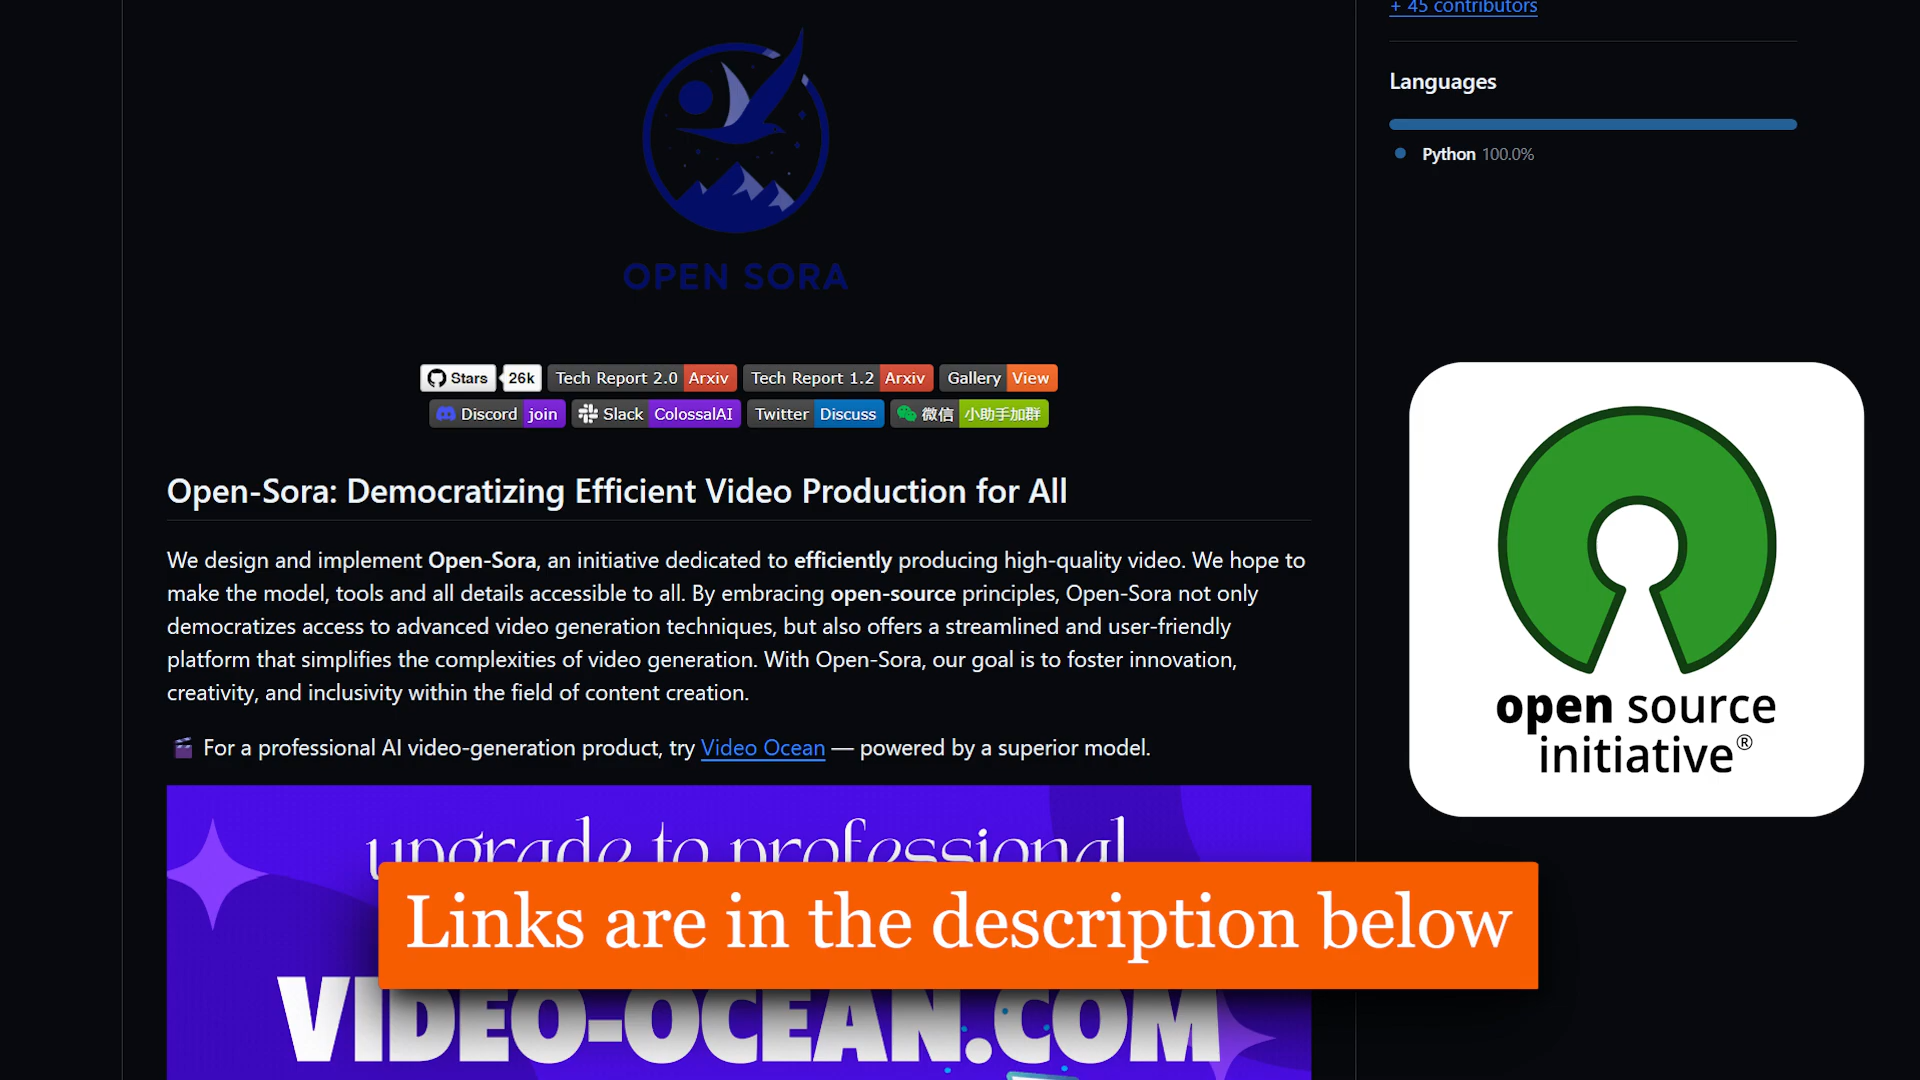 + 45 contributors
Languages
Python 100.0%
OPEN SORA
Stars 26k Tech Report 2.0 Arxiv Tech Report 1.2 Arxiv Gallery View
Discord join Slack ColossalAI Twitter Discuss 微信 小助手加群
Open-Sora: Democratizing Efficient Video Production for All
We design and implement Open-Sora, an initiative dedicated to efficiently producing high-quality video. We hope to
make the model, tools and all details accessible to all. By embracing open-source principles, Open-Sora not only
democratizes access to advanced video generation techniques, but also offers a streamlined and user-friendly
platform that simplifies the complexities of video generation. With Open-Sora, our goal is to foster innovation,
creativity, and inclusivity within the field of content creation.
For a professional AI video-generation product, try Video Ocean — powered by a superior model.
open source
initiative®
upgrade to professional
Links are in the description below
VIDEO-OCEAN.COM